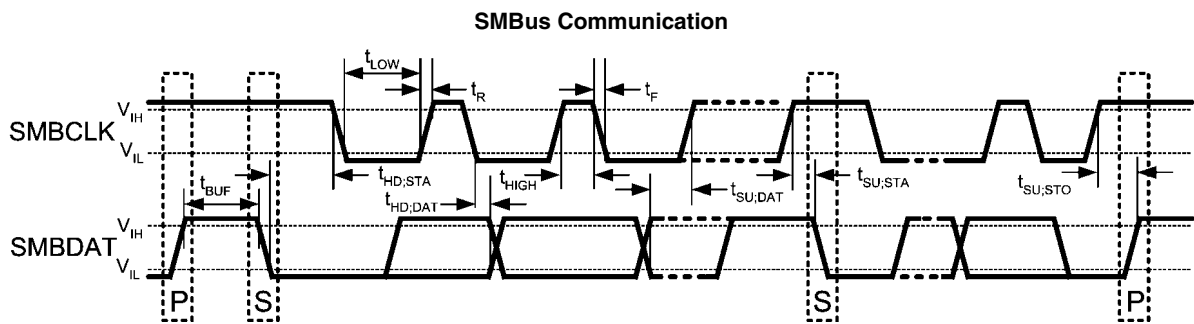 SMBus Communication
tLOW
tR
tF
VIH
SMBCLK
VIL
tBUF
tHD;STA
tHIGH
tHD;DAT
tSU;DAT
tSU;STA
tSU;STO
VIH
SMBDAT
VIL
P
S
S
P